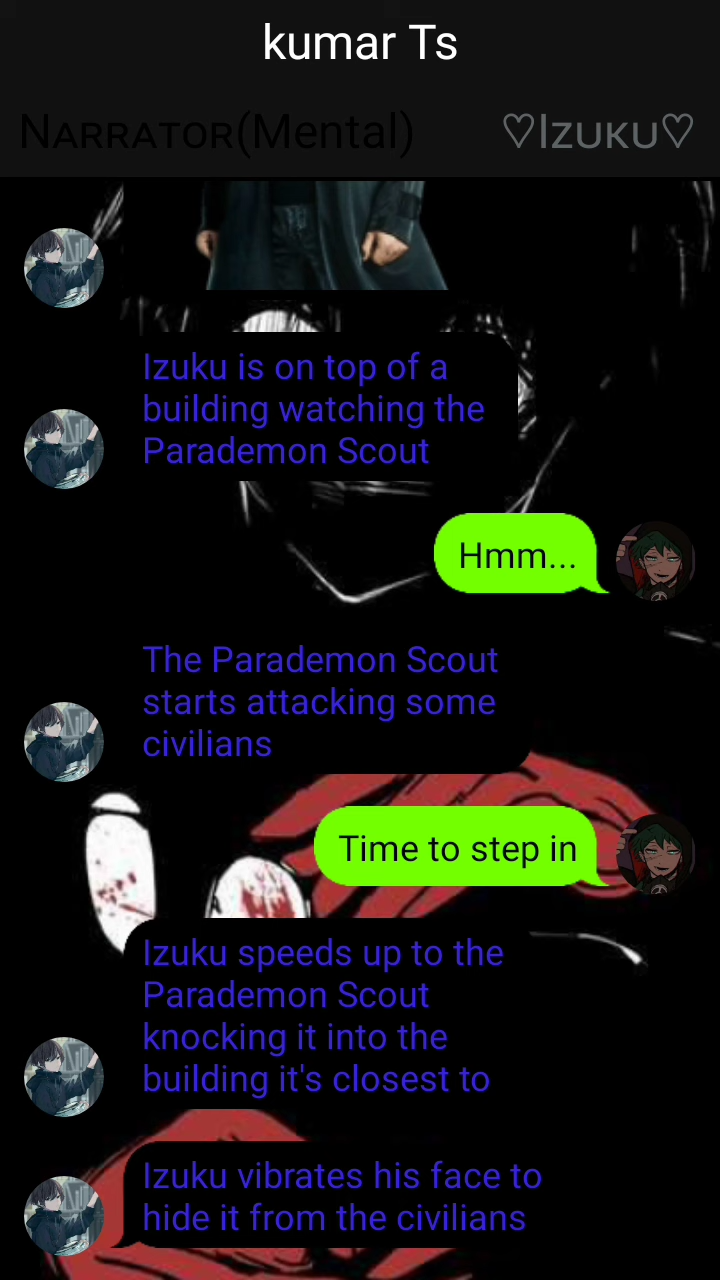 kumar Ts
Narrator(Mental) ♡Izuku♡
Izuku is on top of a
building watching the
Parademon Scout
Hmm...
The Parademon Scout
starts attacking some
civilians
Time to step in
Izuku speeds up to the
Parademon Scout
knocking it into the
building it's closest to
Izuku vibrates his face to
hide it from the civilians